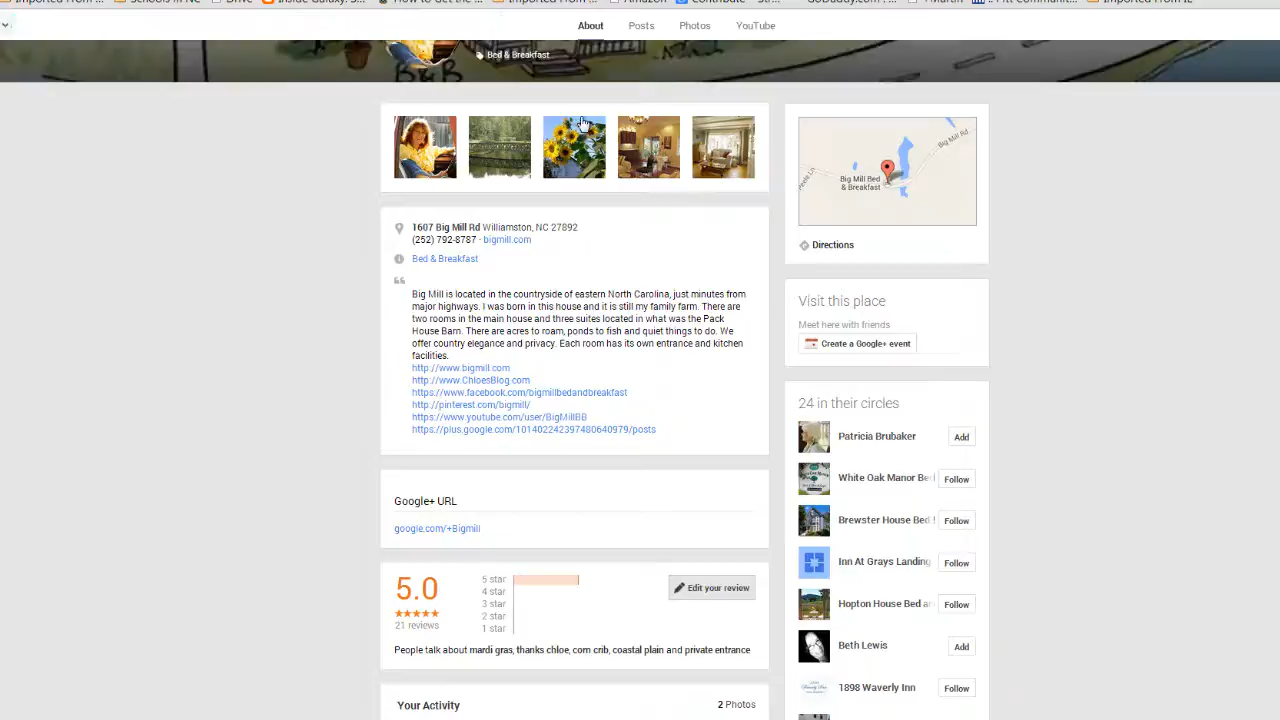 About Posts Photos YouTube
B&B
Bed & Breakfast
1607 Big Mill Rd Williamston, NC 27892
(252) 792-8787 - bigmill.com
Bed & Breakfast
Big Mill is located in the countryside of eastern North Carolina, just minutes from
major highways. I was born in this house and it is still my family farm. There are
two rooms in the main house and three suites located in what was the Pack
House Barn. There are acres to roam, ponds to fish and quiet things to do. We
offer country elegance and privacy. Each room has its own entrance and kitchen
facilities.
http://www.bigmill.com
http://www.ChloesBlog.com
https://www.facebook.com/bigmillbedandbreakfast
http://pinterest.com/bigmill/
https://www.youtube.com/user/BigMillBB
https://plus.google.com/101402242397480640979/posts
Google+ URL
google.com/+Bigmill
5.0
21 reviews
5 star
4 star
3 star
2 star
1 star
Edit your review
People talk about mardi gras, thanks chloe, corn crib, coastal plain and private entrance
Your Activity 2 Photos
Big Mill Rd
Big Mill Bed
& Breakfast
Directions
Visit this place
Meet here with friends
Create a Google+ event
24 in their circles
Patricia Brubaker Add
White Oak Manor Be Follow
Brewster House Bed Follow
Inn At Grays Landing Follow
Hopton House Bed Follow
Beth Lewis Add
1898 Waverly Inn Follow